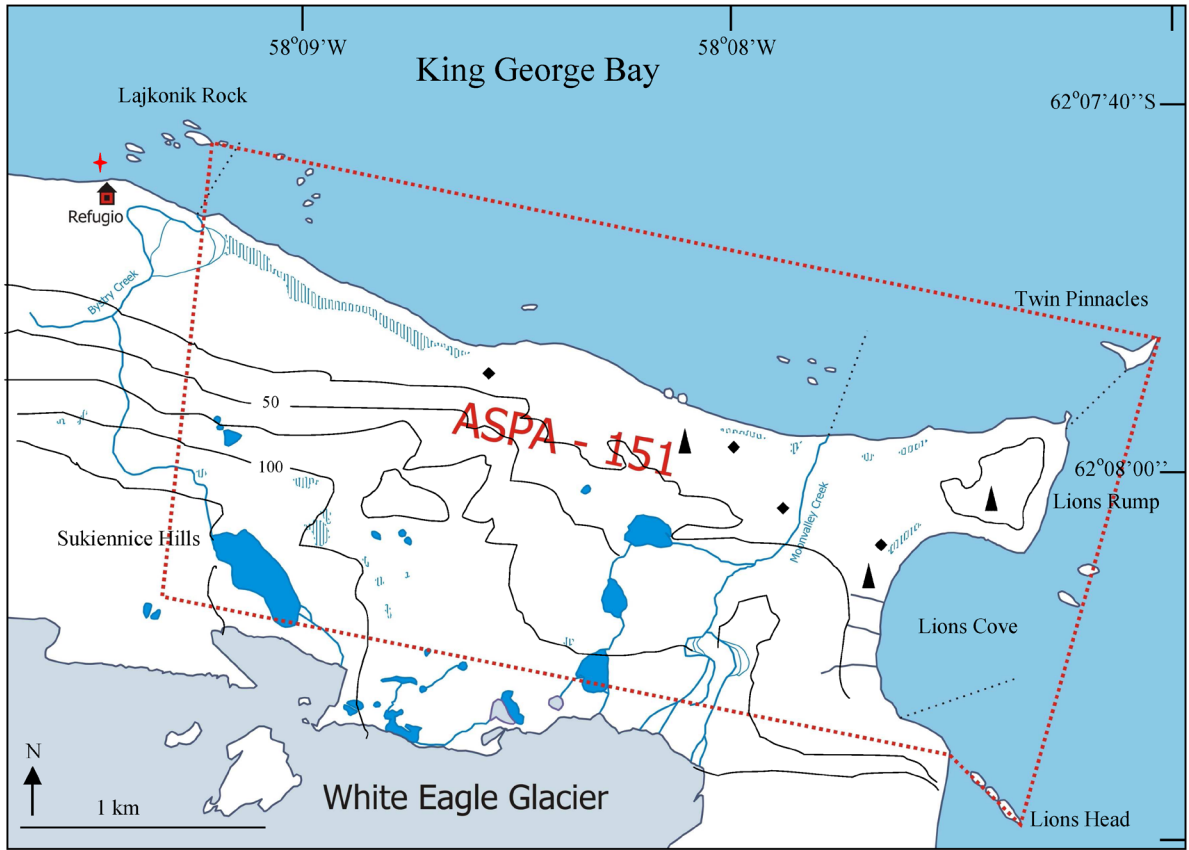 58°09'W
58°08'W
King George Bay
Lajkonik Rock
62°07'40''S
Refugio
Bystry Creek
Twin Pinnacles
50
ASPA - 151
100
62°08'00''
Lions Rump
Moonvalley Creek
Sukiennice Hills
Lions Cove
N
1 km
White Eagle Glacier
Lions Head